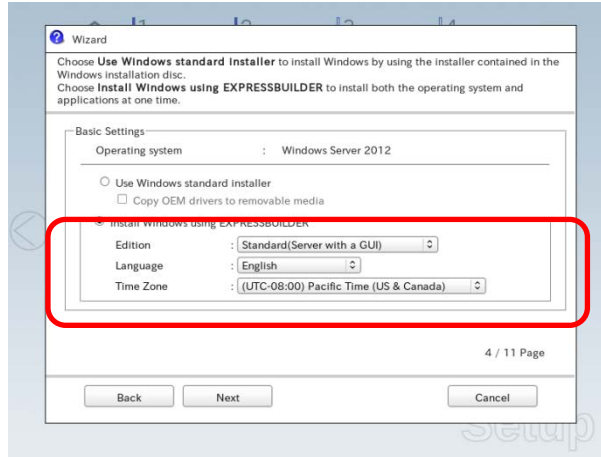 1 2 3 4
Wizard
Choose Use Windows standard Installer to install Windows by using the installer contained in the
Windows installation disc.
Choose Install Windows using EXPRESSBUILDER to install both the operating system and
applications at one time.
Basic Settings
Operating system : Windows Server 2012
Use Windows standard installer
Copy OEM drivers to removable media
Install Windows using EXPRESSBUILDER
Edition : Standard(Server with a GUI)
Language : English
Time Zone : (UTC-08:00) Pacific Time (US & Canada)
4 / 11 Page
Back Next Cancel
Setup